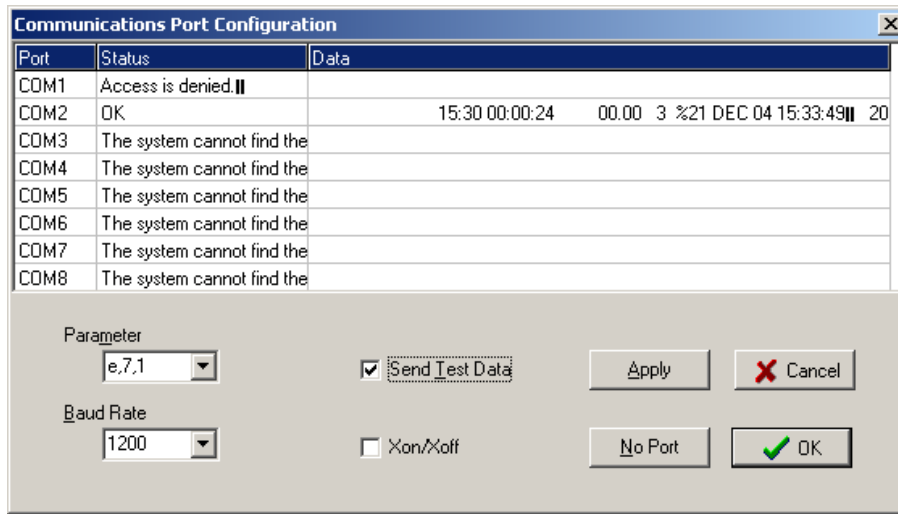 Communications Port Configuration
Port Status Data
COM1 Access is denied.
COM2 OK 15:30 00:00:24 00.00 3 %21 DEC 04 15:33:49 20
COM3 The system cannot find the
COM4 The system cannot find the
COM5 The system cannot find the
COM6 The system cannot find the
COM7 The system cannot find the
COM8 The system cannot find the
Parameter
e,7,1 Send Test Data Apply Cancel
Baud Rate
1200 Xon/Xoff No Port OK